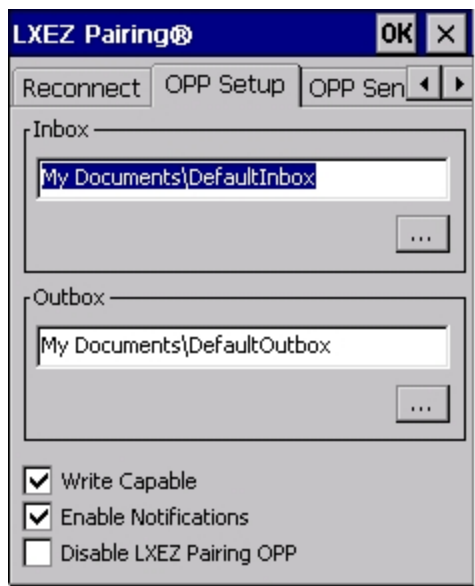 LXEZ Pairing® OK ×
Reconnect OPP Setup OPP Sen
Inbox
My Documents\DefaultInbox
...
Outbox
My Documents\DefaultOutbox
...
Write Capable
Enable Notifications
Disable LXEZ Pairing OPP